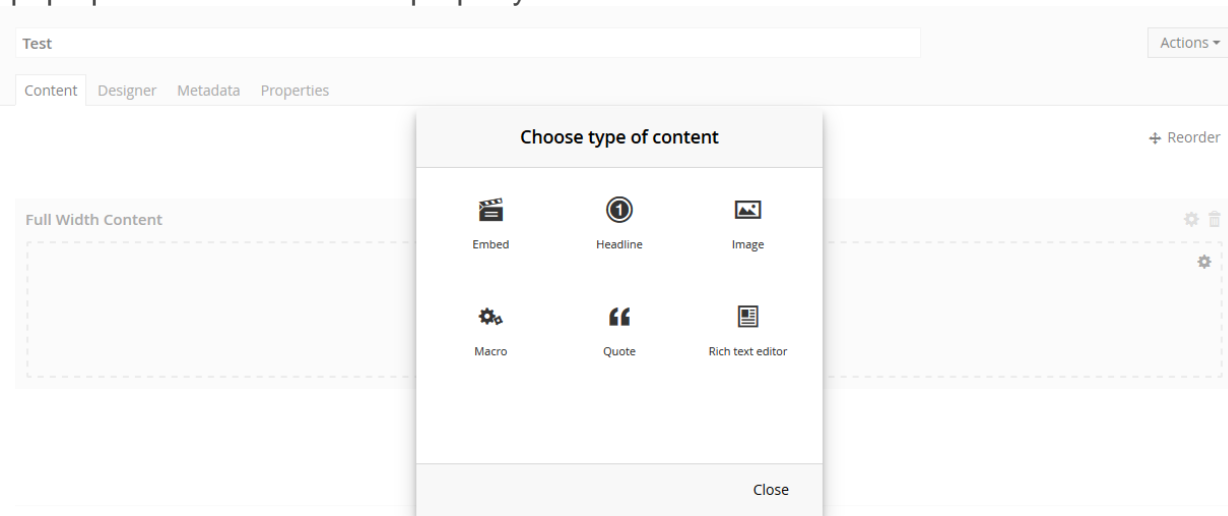 Test
Actions
Content Designer Metadata Properties
Choose type of content
Reorder
Full Width Content
Embed Headline Image
Macro Quote Rich text editor
Close